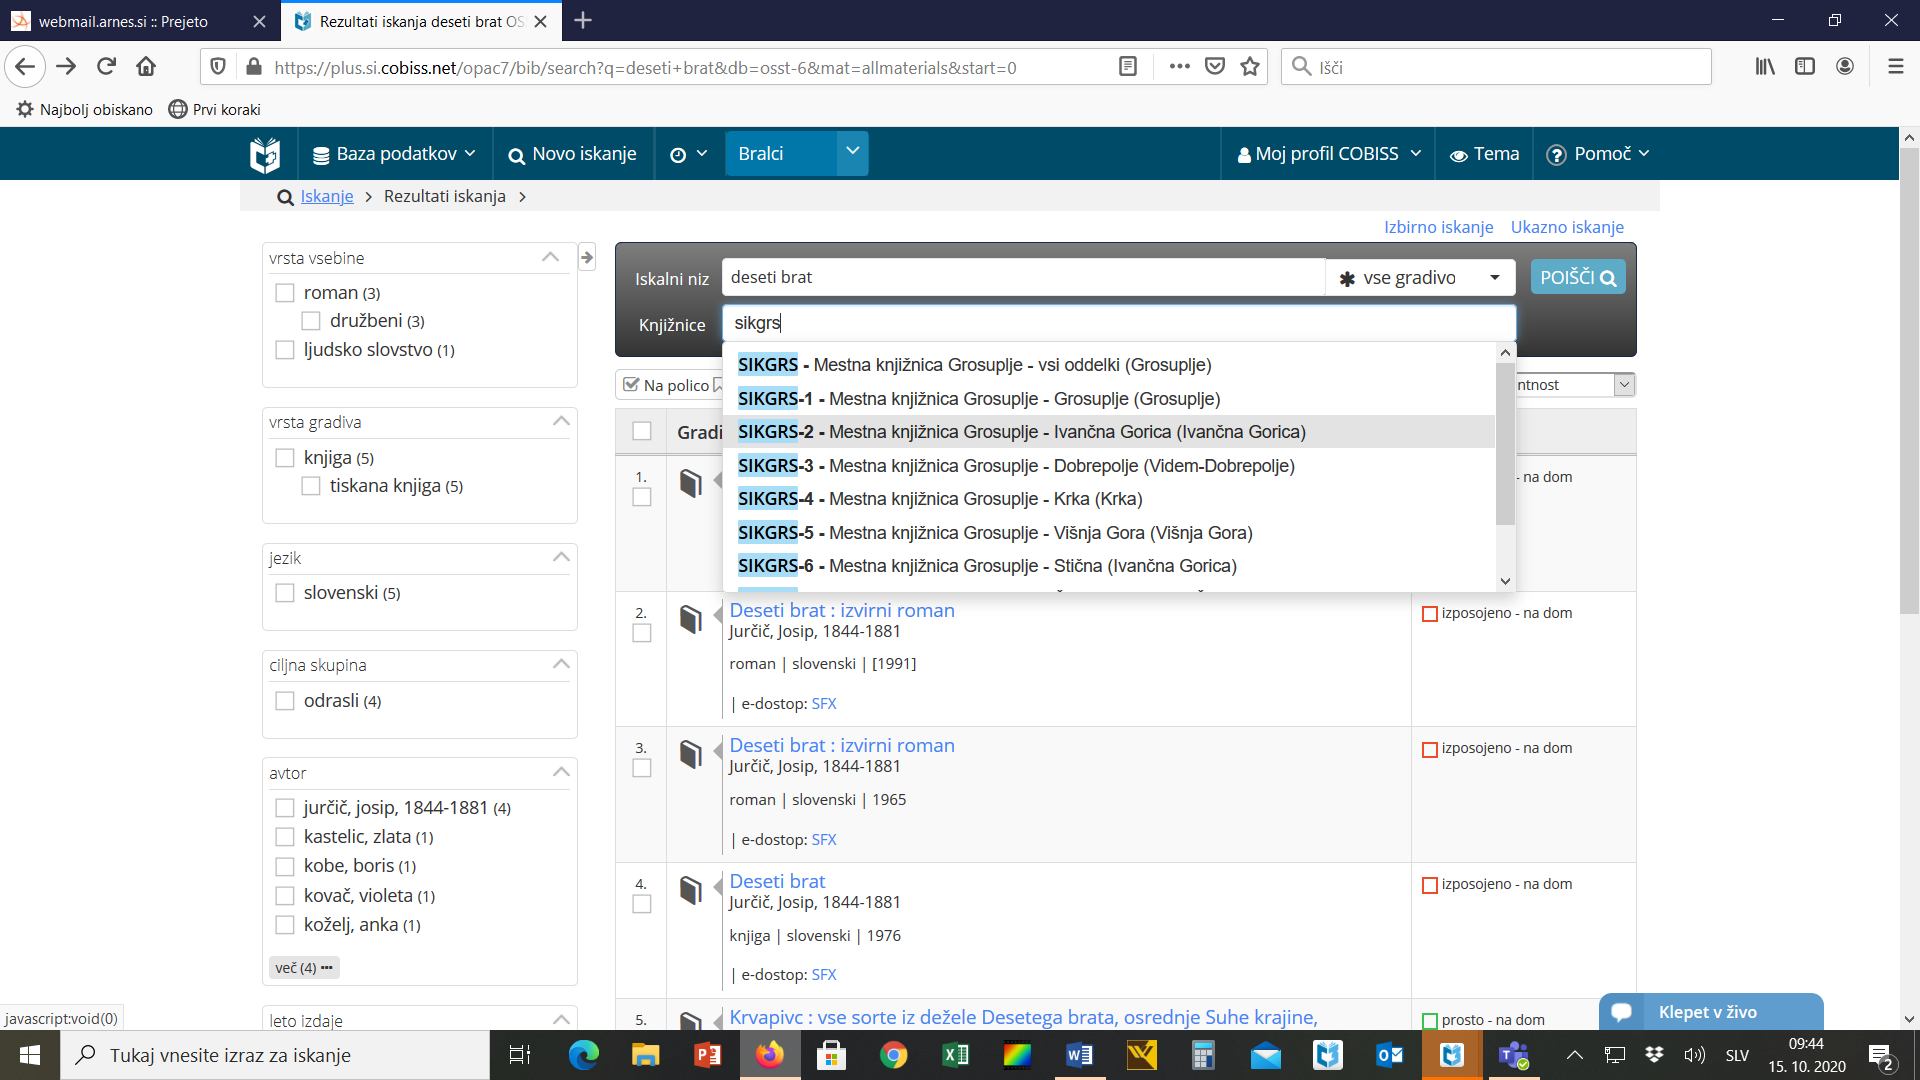 webmail.arnes.si :: Prejeto
Rezultati iskanja deseti brat OS
https://plus.si.cobiss.net/opac7/bib/search?q=deseti+brat&db=osst-6&mat=allmaterials&start=0
Išči
Najbolj obiskano
Prvi koraki
Baza podatkov
Novo iskanje
Bralci
Moj profil COBISS
Tema
Pomoč
Iskanje > Rezultati iskanja >
Izbirno iskanje
Ukazno iskanje
vrsta vsebine
roman (3)
družbeni (3)
ljudsko slovstvo (1)
vrsta gradiva
knjiga (5)
tiskana knjiga (5)
jezik
slovenski (5)
ciljna skupina
odrasli (4)
avtor
jurčič, josip, 1844-1881 (4)
kastelic, zlata (1)
kobe, boris (1)
kovač, violeta (1)
koželj, anka (1)
več (4)
leto izdaje
Iskalni niz
deseti brat
vse gradivo
POIŠČI
Knjižnice
sikgrs
SIKGRS - Mestna knjižnica Grosuplje - vsi oddelki (Grosuplje)
SIKGRS-1 - Mestna knjižnica Grosuplje - Grosuplje (Grosuplje)
SIKGRS-2 - Mestna knjižnica Grosuplje - Ivančna Gorica (Ivančna Gorica)
SIKGRS-3 - Mestna knjižnica Grosuplje - Dobrepolje (Videm-Dobrepolje)
SIKGRS-4 - Mestna knjižnica Grosuplje - Krka (Krka)
SIKGRS-5 - Mestna knjižnica Grosuplje - Višnja Gora (Višnja Gora)
SIKGRS-6 - Mestna knjižnica Grosuplje - Stična (Ivančna Gorica)
Na polico
ntnost
Gradi
1.
- na dom
2.
Deseti brat : izvirni roman
Jurčič, Josip, 1844-1881
roman | slovenski | [1991]
| e-dostop: SFX
izposojeno - na dom
3.
Deseti brat : izvirni roman
Jurčič, Josip, 1844-1881
roman | slovenski | 1965
| e-dostop: SFX
izposojeno - na dom
4.
Deseti brat
Jurčič, Josip, 1844-1881
knjiga | slovenski | 1976
| e-dostop: SFX
izposojeno - na dom
5.
Krvapivc : vse sorte iz dežele Desetega brata, osrednje Suhe krajine,
prosto - na dom
Klepet v živo
javascript:void(0)
Tukaj vnesite izraz za iskanje
SLV
09:44
15. 10. 2020
2